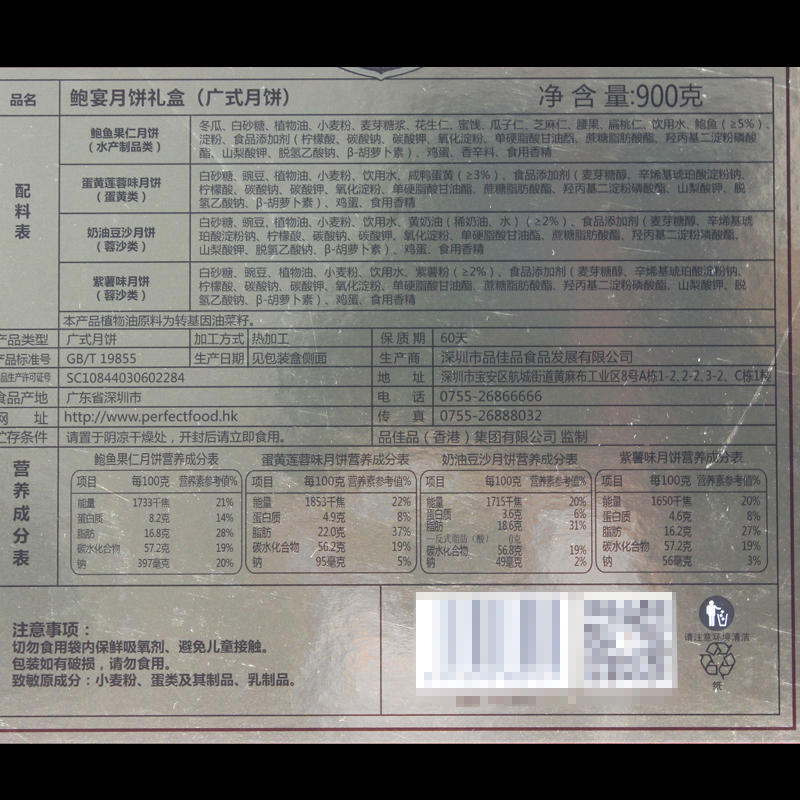 品名 鲍宴月饼礼盒（广式月饼） 净含量:900克
配料表
鲍鱼果仁月饼
（水产制品类）
冬瓜、白砂糖、植物油、小麦粉、麦芽糖浆、花生仁、蜜饯、瓜子仁、芝麻仁、腰果、扁桃仁、饮用水、鲍鱼（≥5%）、
淀粉、食品添加剂（柠檬酸、碳酸钠、碳酸钾、氧化淀粉、单硬脂酸甘油酯、蔗糖脂肪酸酯、羟丙基二淀粉磷酸
酯、山梨酸钾、脱氢乙酸钠、β-胡萝卜素）、鸡蛋、香辛料、食用香精
蛋黄莲蓉味月饼
（蛋黄类）
白砂糖、豌豆、植物油、小麦粉、饮用水、咸鸭蛋黄（≥3%）、食品添加剂（麦芽糖醇、辛烯基琥珀酸淀粉钠、
柠檬酸、碳酸钠、碳酸钾、氧化淀粉、单硬脂酸甘油酯、蔗糖脂肪酸酯、羟丙基二淀粉磷酸酯、山梨酸钾、脱
氢乙酸钠、β-胡萝卜素）、鸡蛋、食用香精
奶油豆沙月饼
（蓉沙类）
白砂糖、豌豆、植物油、小麦粉、饮用水、黄奶油（稀奶油、水）（≥2%）、食品添加剂（麦芽糖醇、辛烯基琥
珀酸淀粉钠、柠檬酸、碳酸钠、碳酸钾、氧化淀粉、单硬脂酸甘油酯、蔗糖脂肪酸酯、羟丙基二淀粉磷酸酯、
山梨酸钾、脱氢乙酸钠、β-胡萝卜素）、鸡蛋、食用香精
紫薯味月饼
（蓉沙类）
白砂糖、豌豆、植物油、小麦粉、饮用水、紫薯粉（≥2%）、食品添加剂（麦芽糖醇、辛烯基琥珀酸淀粉钠、
柠檬酸、碳酸钠、碳酸钾、氧化淀粉、单硬脂酸甘油酯、蔗糖脂肪酸酯、羟丙基二淀粉磷酸酯、山梨酸钾、脱
氢乙酸钠、β-胡萝卜素）、鸡蛋、食用香精
本产品植物油原料为转基因油菜籽。
产品类型 广式月饼 加工方式 热加工 保质期 60天
产品标准号 GB/T 19855 生产日期 见包装盒侧面 生产商 深圳市品佳品食品发展有限公司
品生产许可证号 SC10844030602284 地 址 深圳市宝安区航城街道黄麻布工业区8号A栋1-2,2-2,3-2、C栋1楼
食品产地 广东省深圳市 电 话 0755-26866666
网 址 http://www.perfectfood.hk 传 真 0755-26888032
贮存条件 请置于阴凉干燥处，开封后请立即食用。 品佳品（香港）集团有限公司 监制
营养成分表
鲍鱼果仁月饼营养成分表
项目 每100克 营养素参考值%
能量 1733千焦 21%
蛋白质 8.2克 14%
脂肪 16.8克 28%
碳水化合物 57.2克 19%
钠 397毫克 20%
蛋黄莲蓉味月饼营养成分表
项目 每100克 营养素参考值%
能量 1853千焦 22%
蛋白质 4.9克 8%
脂肪 22.0克 37%
碳水化合物 56.2克 19%
钠 95毫克 5%
奶油豆沙月饼营养成分表
项目 每100克 营养素参考值%
能量 1715千焦 20%
蛋白质 3.6克 6%
脂肪 18.6克 31%
—反式脂肪（酸） 0克
碳水化合物 56.8克 19%
钠 49毫克 2%
紫薯味月饼营养成分表
项目 每100克 营养素参考值%
能量 1650千焦 20%
蛋白质 4.6克 8%
脂肪 16.2克 27%
碳水化合物 57.2克 19%
钠 56毫克 3%
注意事项：
切勿食用袋内保鲜吸氧剂、避免儿童接触。
包装如有破损，请勿食用。
致敏原成分：小麦粉、蛋类及其制品、乳制品。
请注意环境清洁
纸